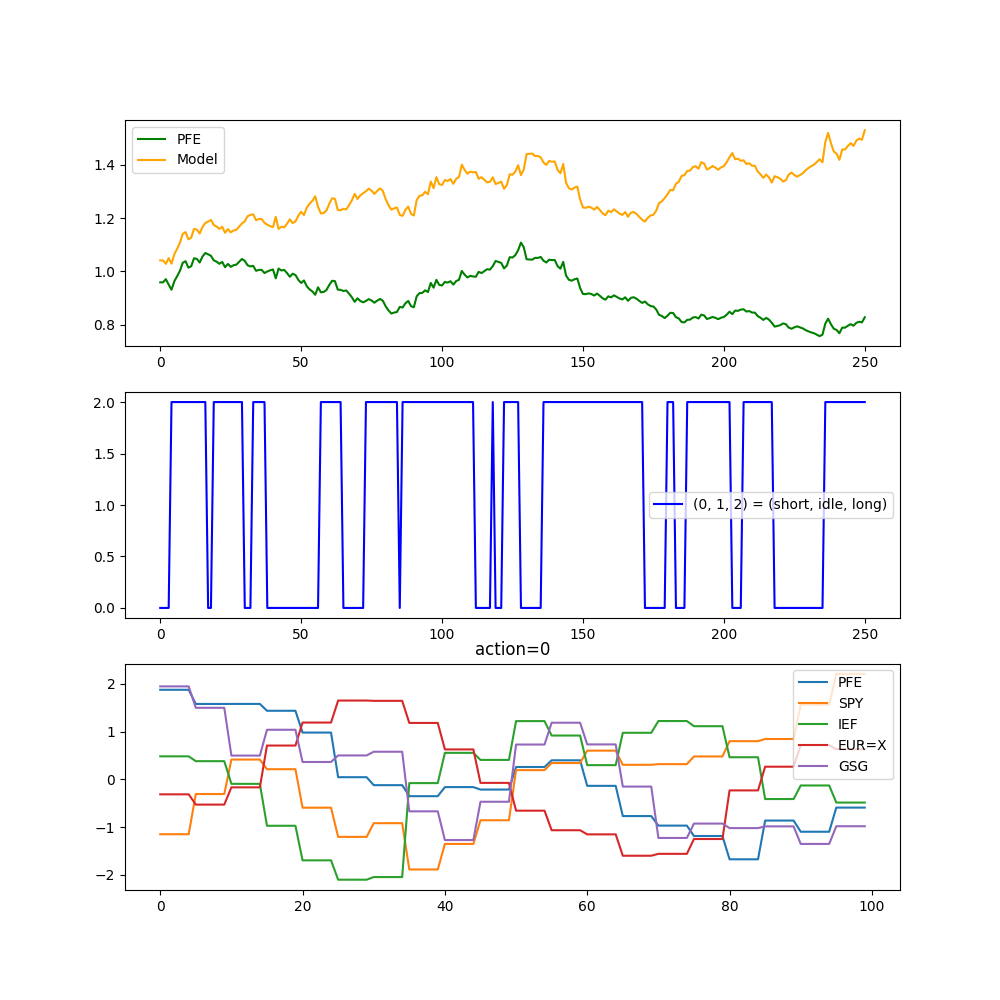 PFE
Model
1.4
1.2
1.0
0.8
0 50 100 150 200 250
2.0
1.5
1.0
0.5
0.0
(0, 1, 2) = (short, idle, long)
0 50 100 150 200 250
action=0
2
1
0
−1
−2
PFE
SPY
IEF
EUR=X
GSG
0 20 40 60 80 100